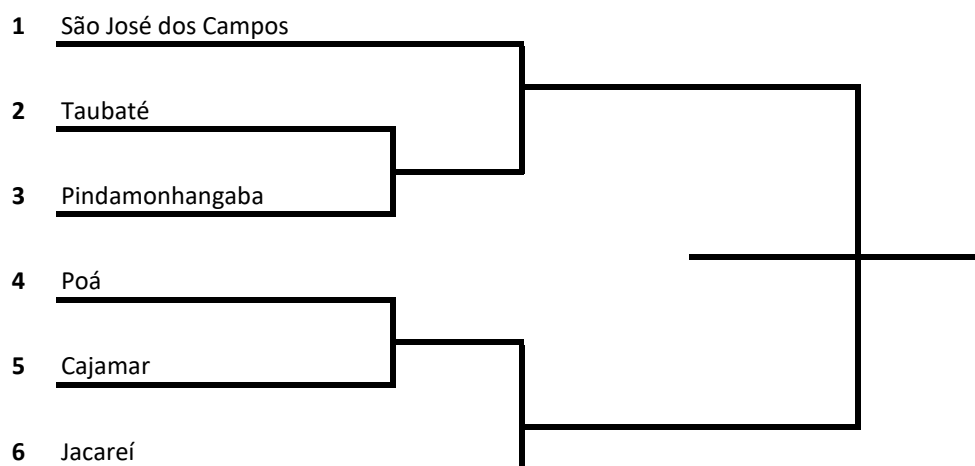 1 São José dos Campos
2 Taubaté
3 Pindamonhangaba
4 Poá
5 Cajamar
6 Jacareí